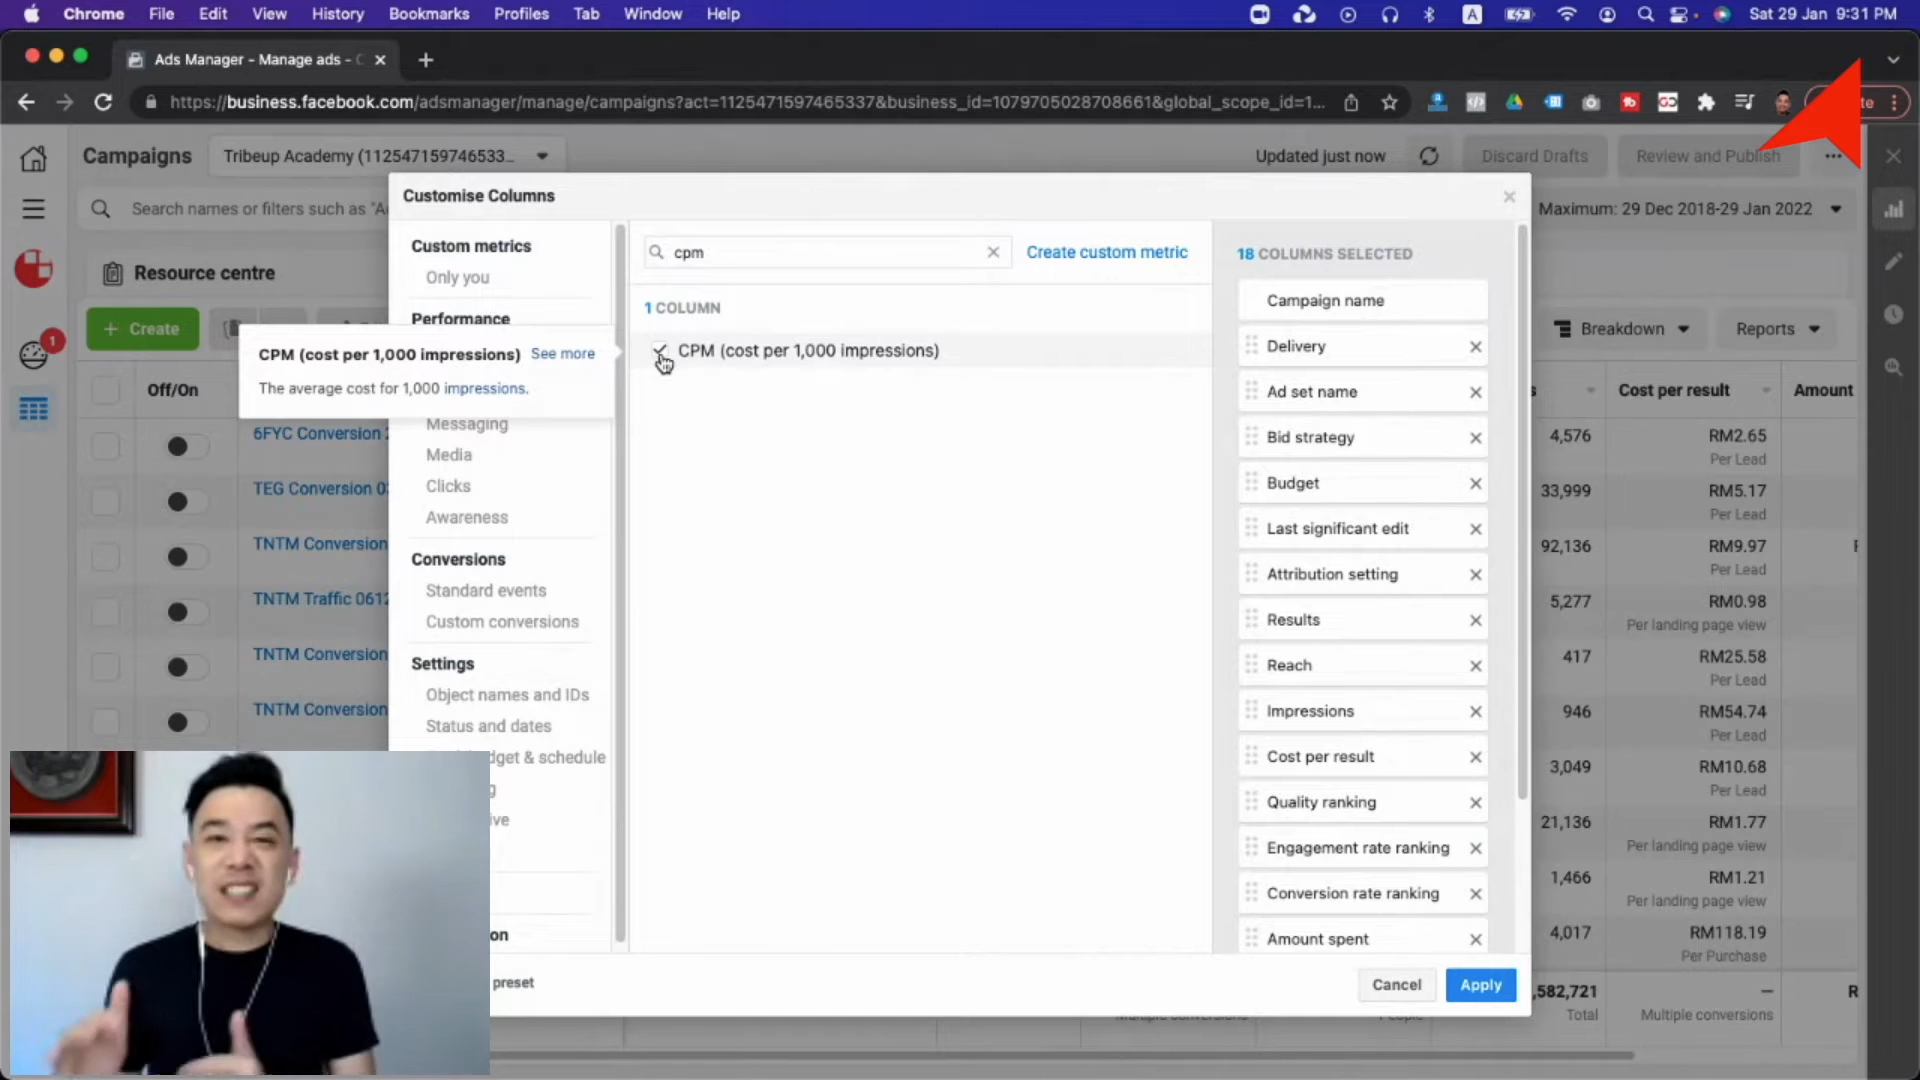 Chrome File Edit View History Bookmarks Profiles Tab Window Help
A
Sat 29 Jan 9:31 PM
Ads Manager - Manage ads -
https://business.facebook.com/adsmanager/manage/campaigns?act=1125471597465337&business_id=1079705028708661&global_scope_id=1...
Campaigns
Tribeup Academy (112547159746533...
Updated just now
Discard Drafts
Review and Publish
Search names or filters such as "A
Maximum: 29 Dec 2018-29 Jan 2022
Resource centre
+ Create
1
Breakdown
Reports
Off/On
Cost per result
Amount
6FYC Conversion
TEG Conversion 0
TNTM Conversion
TNTM Traffic 0612
TNTM Conversion
TNTM Conversion
Customise Columns
Custom metrics
Only you
Performance
Messaging
Media
Clicks
Awareness
Conversions
Standard events
Custom conversions
Settings
Object names and IDs
Status and dates
dget & schedule
g
ive
on
preset
CPM (cost per 1,000 impressions) See more
The average cost for 1,000 impressions.
cpm
Create custom metric
1 COLUMN
CPM (cost per 1,000 impressions)
18 COLUMNS SELECTED
Campaign name
Delivery
Ad set name
Bid strategy
Budget
Last significant edit
Attribution setting
Results
Reach
Impressions
Cost per result
Quality ranking
Engagement rate ranking
Conversion rate ranking
Amount spent
Cancel
Apply
4,576 RM2.65
Per Lead
33,999 RM5.17
Per Lead
92,136 RM9.97
Per Lead
5,277 RM0.98
Per landing page view
417 RM25.58
Per Lead
946 RM54.74
Per Lead
3,049 RM10.68
Per Lead
21,136 RM1.77
Per landing page view
1,466 RM1.21
Per landing page view
4,017 RM118.19
Per Purchase
,582,721 — R
Total Multiple conversions